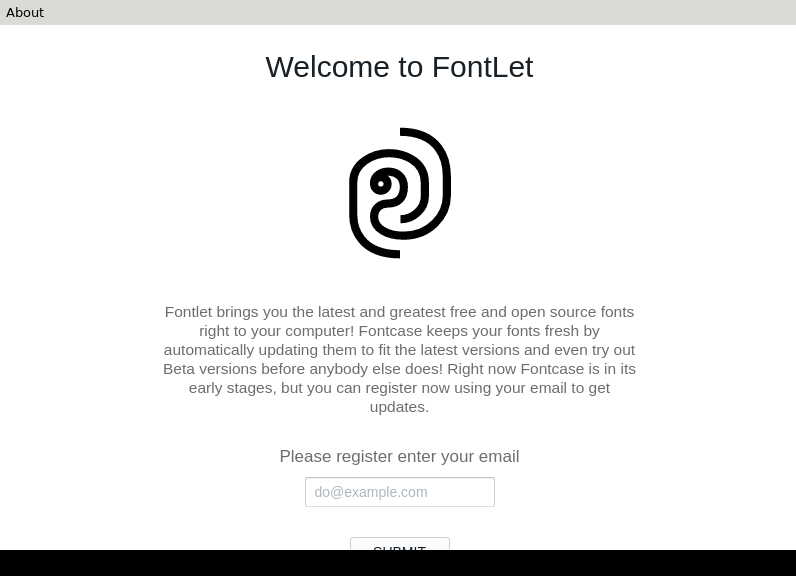 About
Welcome to FontLet
Fontlet brings you the latest and greatest free and open source fonts
right to your computer! Fontcase keeps your fonts fresh by
automatically updating them to fit the latest versions and even try out
Beta versions before anybody else does! Right now Fontcase is in its
early stages, but you can register now using your email to get
updates.
Please register enter your email
do@example.com
SUBMIT